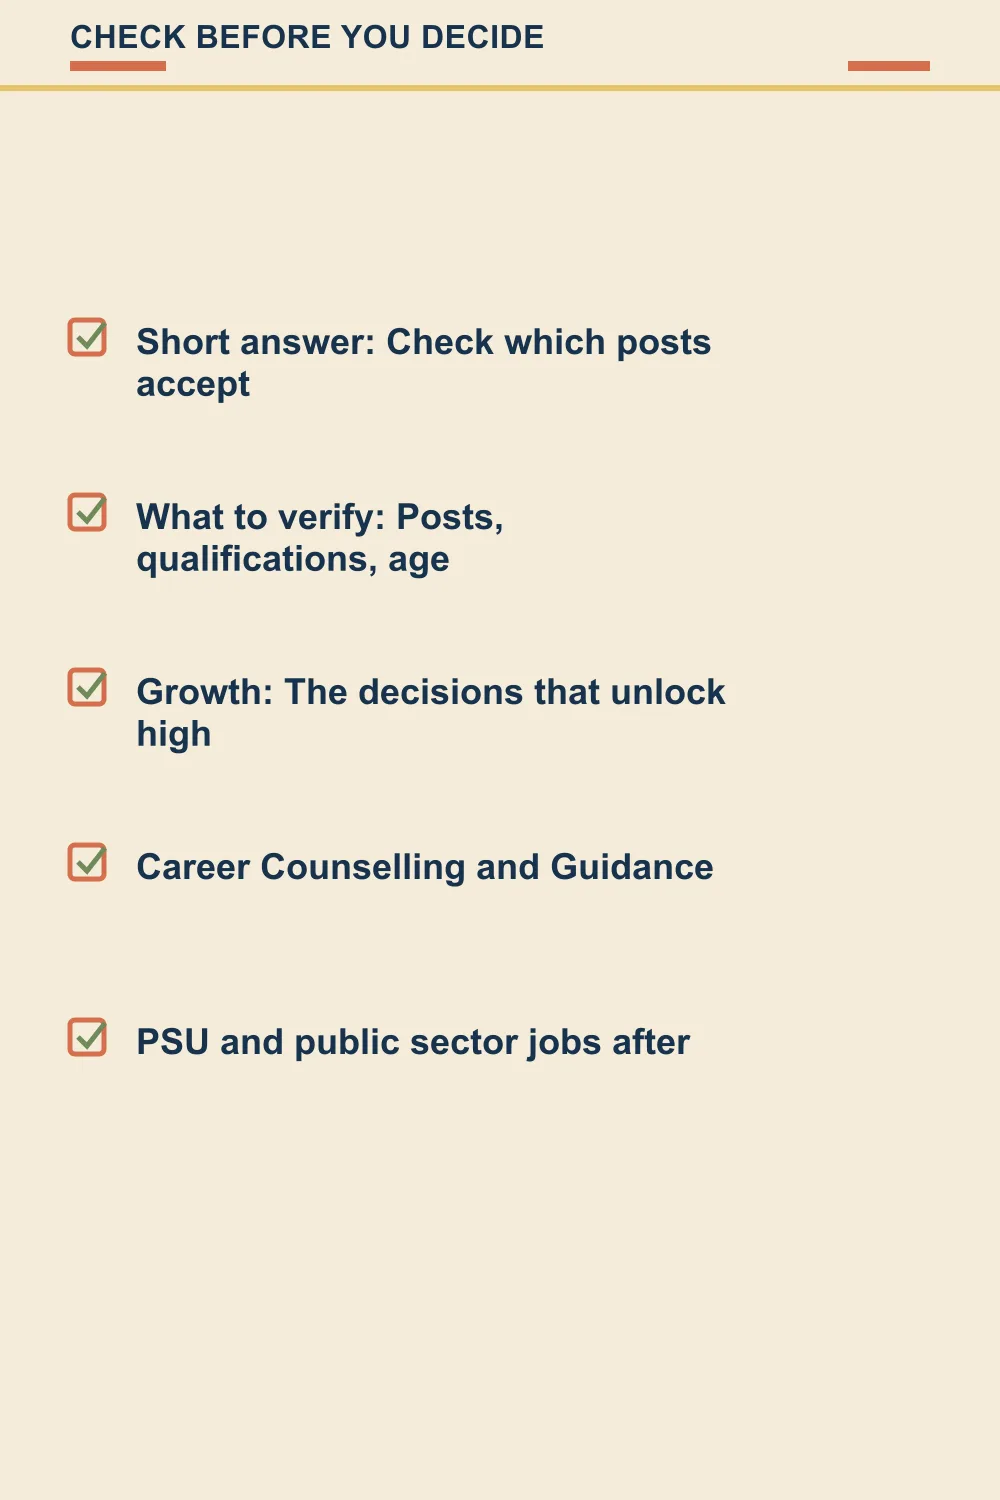 CHECK BEFORE YOU DECIDE
Short answer: Check which posts
accept
What to verify: Posts,
qualifications, age
Growth: The decisions that unlock
high
Career Counselling and Guidance
PSU and public sector jobs after